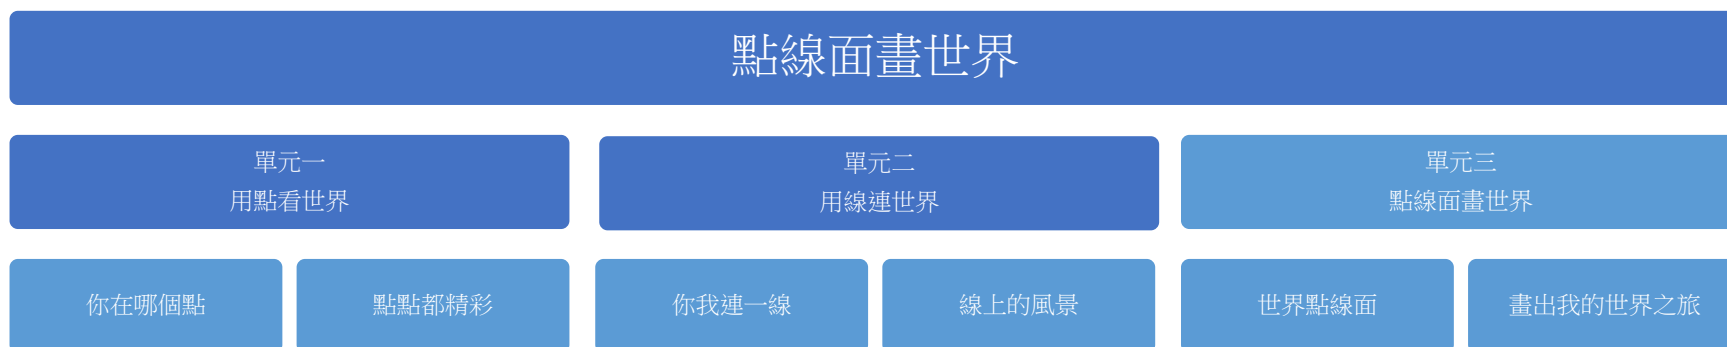 點線面畫世界
單元一
用點看世界
單元二
用線連世界
單元三
點線面畫世界
你在哪個點
點點都精彩
你我連一線
線上的風景
世界點線面
畫出我的世界之旅